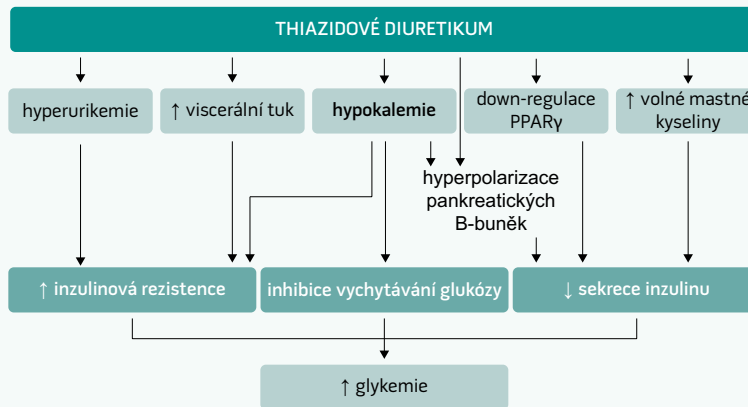 THIAZIDOVÉ DIURETIKUM
hyperurikemie
↑ viscerální tuk
hypokalemie
down-regulace
PPARγ
↑ volné mastné
kyseliny
hyperpolarizace
pankreatických
B-buněk
↑ inzulinová rezistence
inhibice vychytávání glukózy
↓ sekrece inzulinu
↑ glykemie